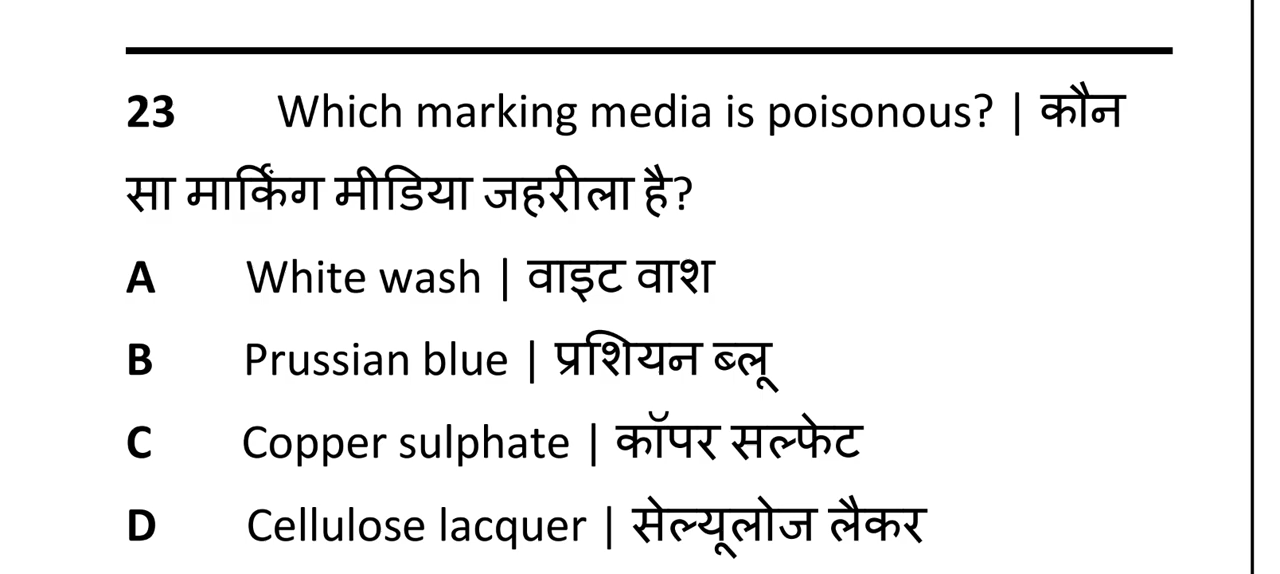 23 Which marking media is poisonous? | कौन
सा मार्किंग मीडिया जहरीला है?
A White wash | वाइट वाश
B Prussian blue | प्रशियन ब्लू
C Copper sulphate | कॉपर सल्फेट
D Cellulose lacquer | सेल्यूलोज लैकर